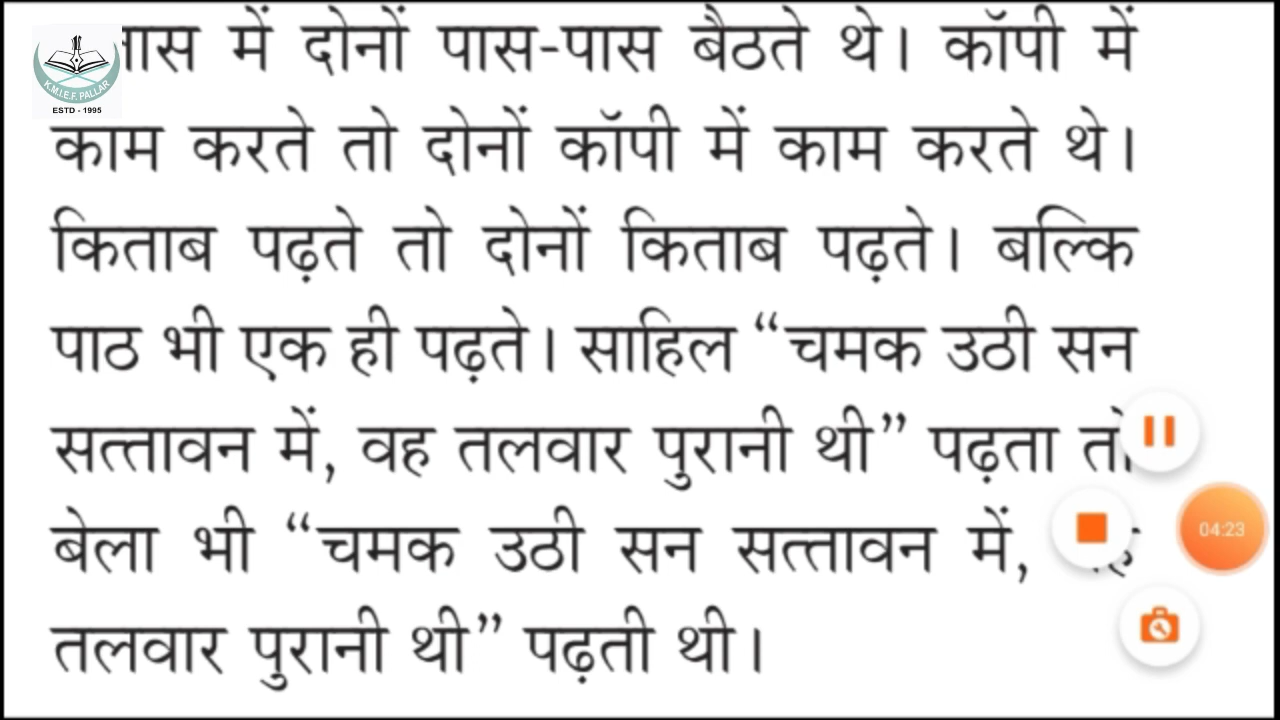 में दोनों पास-पास बैठते थे। कॉपी में
K.M.I.E.F. PALLAR
ESTD - 1995
काम करते तो दोनों कॉपी में काम करते थे।
किताब पढ़ते तो दोनों किताब पढ़ते। बल्कि
पाठ भी एक ही पढ़ते। साहिल “चमक उठी सन
सत्तावन में, वह तलवार पुरानी थी” पढ़ता तो
बेला भी “चमक उठी सन सत्तावन में,
04:23
तलवार पुरानी थी” पढ़ती थी।